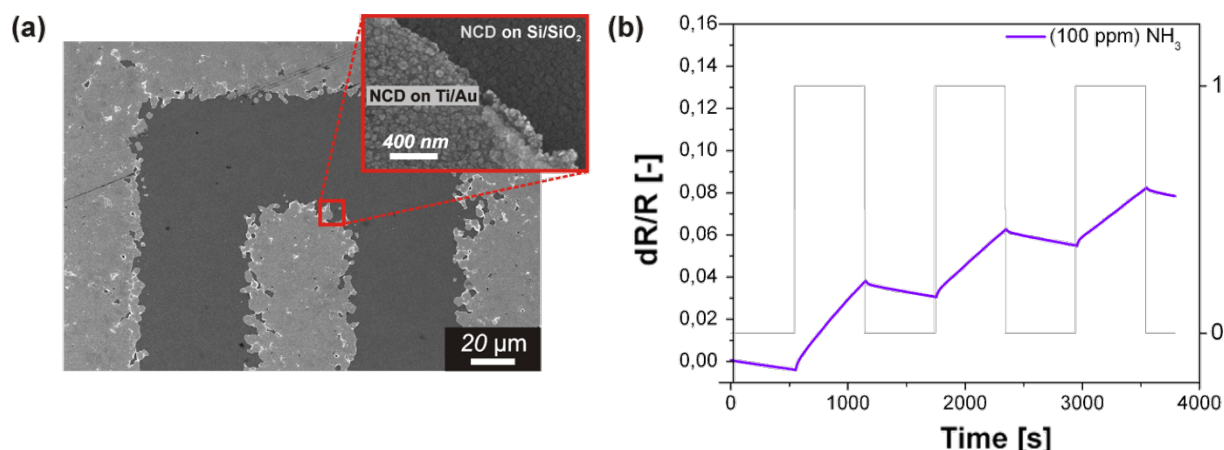 (a)
NCD on Si/SiO₂
NCD on Ti/Au
400 nm
20 µm
(b)
(100 ppm) NH₃
0,16
0,14
0,12
0,10
0,08
0,06
0,04
0,02
0,00
dR/R [-]
1
0
0 1000 2000 3000 4000
Time [s]